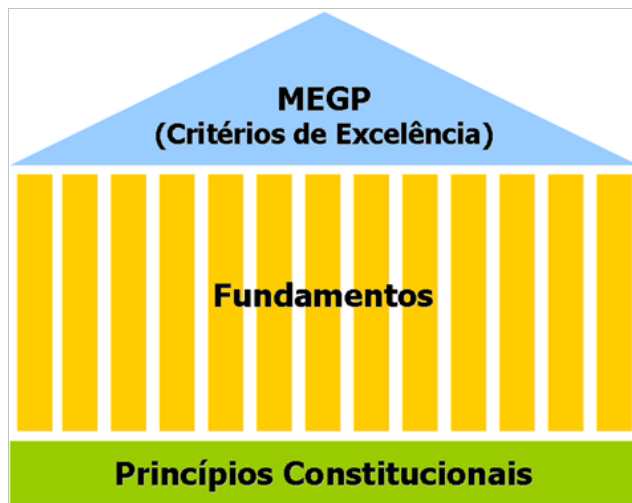 MEGP
(Critérios de Excelência)
Fundamentos
Princípios Constitucionais